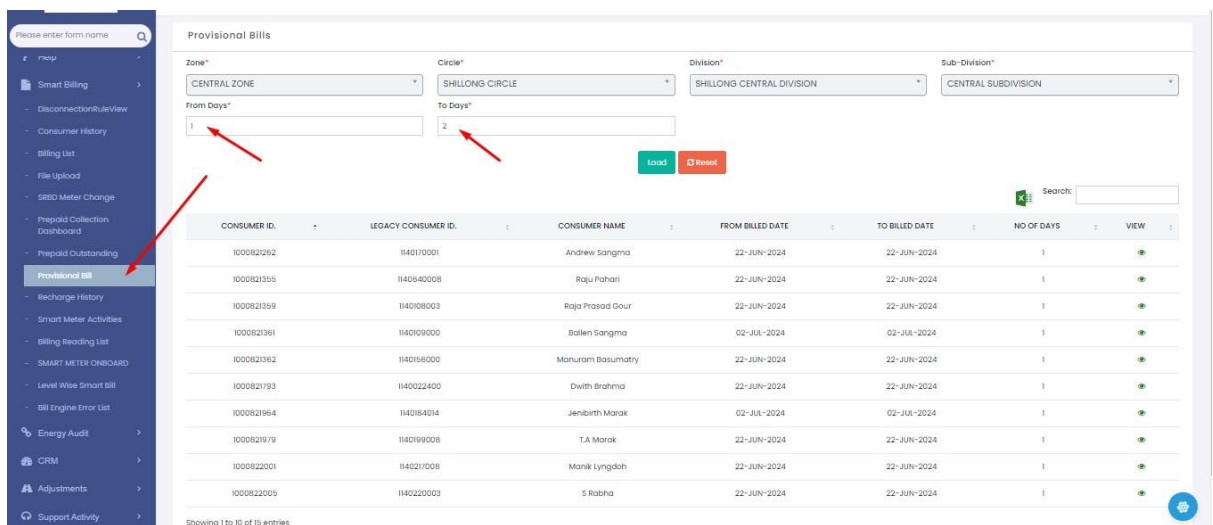 Please enter form name
Help
Smart Billing
DisconnectionRuleView
Consumer History
Billing List
File Upload
SRBD Meter Change
Prepaid Collection
Dashboard
Prepaid Outstanding
Provisional Bill
Recharge History
Smart Meter Activities
Billing Reading List
SMART METER ONBOARD
Level Wise Smart Bill
Bill Engine Error List
Energy Audit
CRM
Adjustments
Support Activity
Provisional Bills
Zone* Circle* Division* Sub-Division*
CENTRAL ZONE SHILLONG CIRCLE SHILLONG CENTRAL DIVISION CENTRAL SUBDIVISION
From Days* To Days*
1 2
Load Reset
Search:
CONSUMER ID. LEGACY CONSUMER ID. CONSUMER NAME FROM BILLED DATE TO BILLED DATE NO OF DAYS VIEW
1000821262 1140170001 Andrew Sangma 22-JUN-2024 22-JUN-2024 1
1000821355 1140640008 Raju Pahari 22-JUN-2024 22-JUN-2024 1
1000821359 1140108003 Raja Prasad Gour 22-JUN-2024 22-JUN-2024 1
1000821361 1140109000 Ballen Sangma 02-JUL-2024 02-JUL-2024 1
1000821362 1140156000 Manuram Basumatry 22-JUN-2024 22-JUN-2024 1
1000821793 1140022400 Dwith Brahma 22-JUN-2024 22-JUN-2024 1
1000821964 1140184014 Jenibirth Marak 02-JUL-2024 02-JUL-2024 1
1000821979 1140199008 T.A Marak 22-JUN-2024 22-JUN-2024 1
1000822001 1140217008 Manik Lyngdoh 22-JUN-2024 22-JUN-2024 1
1000822005 1140220003 S Rabha 22-JUN-2024 22-JUN-2024 1
Showing 1 to 10 of 15 entries